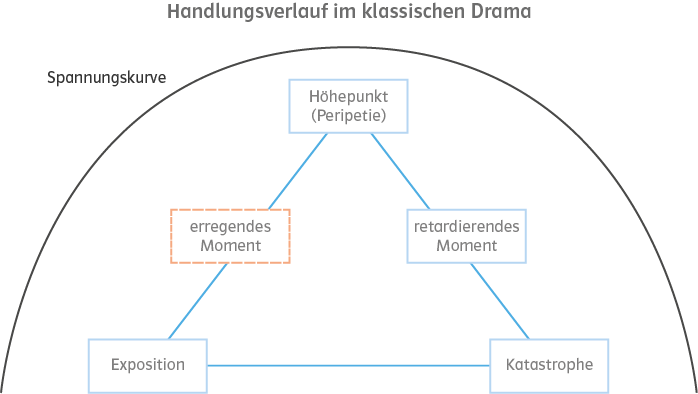 Handlungsverlauf im klassischen Drama
Spannungskurve
Höhepunkt
(Peripetie)
erregendes
Moment
retardierendes
Moment
Exposition
Katastrophe